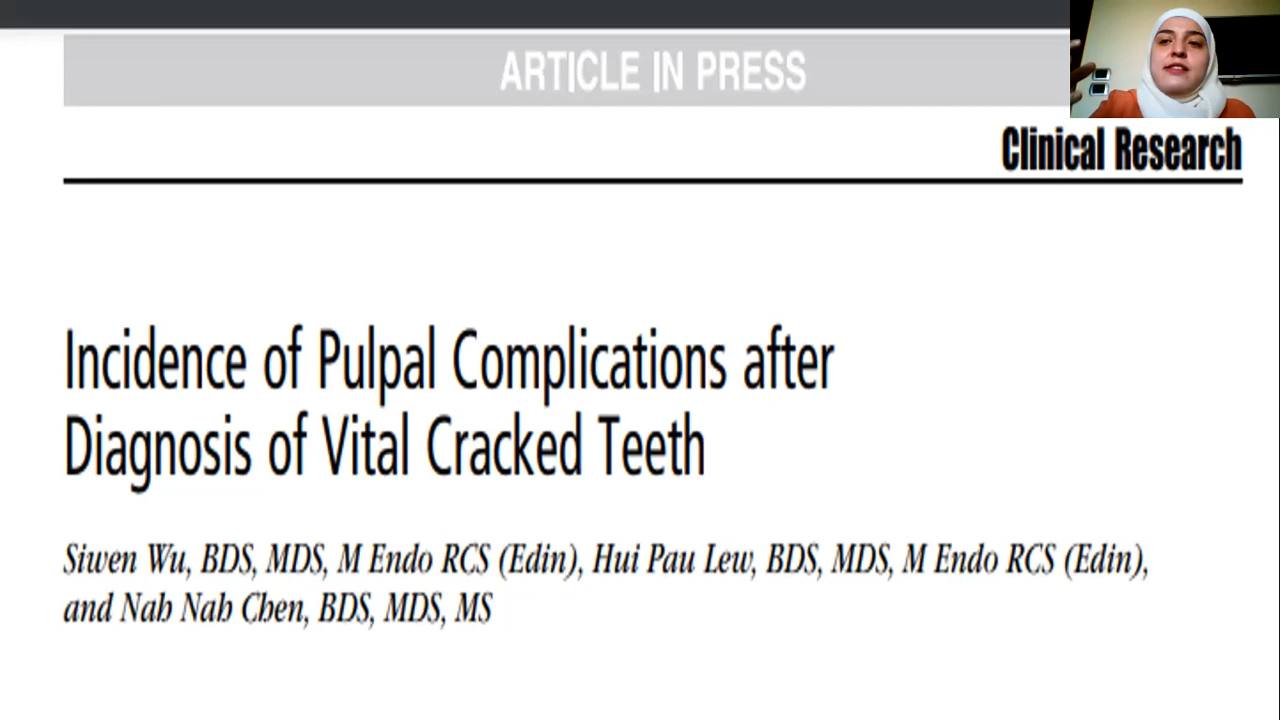 ARTICLE IN PRESS
Clinical Research
Incidence of Pulpal Complications after
Diagnosis of Vital Cracked Teeth
Siwen Wu, BDS, MDS, M Endo RCS (Edin), Hui Pau Lew, BDS, MDS, M Endo RCS (Edin),
and Nah Nah Chen, BDS, MDS, MS